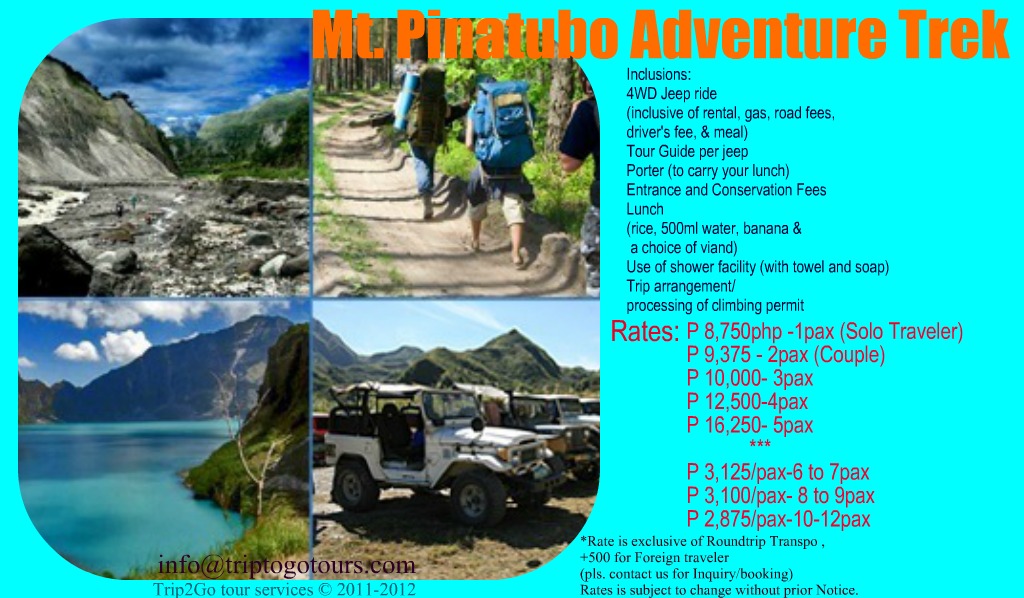 Mt. Pinatubo Adventure Trek
Inclusions:
4WD Jeep ride
(inclusive of rental, gas, road fees,
driver's fee, & meal)
Tour Guide per jeep
Porter (to carry your lunch)
Entrance and Conservation Fees
Lunch
(rice, 500ml water, banana &
a choice of viand)
Use of shower facility (with towel and soap)
Trip arrangement/
processing of climbing permit
Rates: P 8,750php -1pax (Solo Traveler)
P 9,375 - 2pax (Couple)
P 10,000- 3pax
P 12,500-4pax
P 16,250- 5pax
***
P 3,125/pax-6 to 7pax
P 3,100/pax- 8 to 9pax
P 2,875/pax-10-12pax
*Rate is exclusive of Roundtrip Transpo ,
+500 for Foreign traveler
(pls. contact us for Inquiry/booking)
Rates is subject to change without prior Notice.
info@triptogotours.com
Trip2Go tour services © 2011-2012